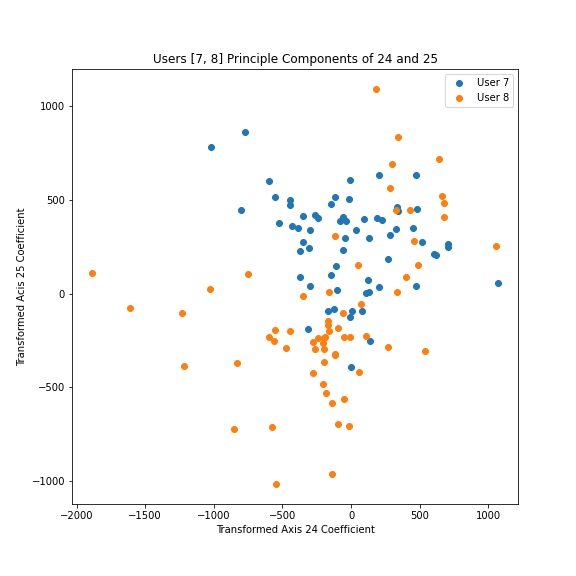 Users [7, 8] Principle Components of 24 and 25
User 7
User 8
1000
500
0
−500
−1000
Transformed Acis 25 Coefficient
−2000 −1500 −1000 −500 0 500 1000
Transformed Axis 24 Coefficient